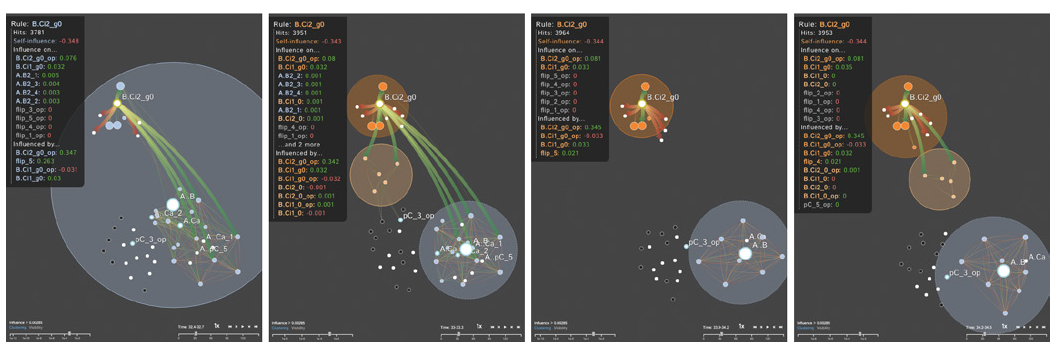 Rule: B.Ci2_g0
Hits: 3781
Self-influence: -0.348
Influence on...
B.Ci2_g0_op: 0.076
B.Ci1_g0: 0.032
A.B2_1: 0.005
A.B2_3: 0.004
A.B2_4: 0.003
A.B2_2: 0.003
flip_3_op: 0
flip_5_op: 0
flip_4_op: 0
flip_1_op: 0
Influenced by...
B.Ci2_g0_op: 0.347
flip_5: 0.263
B.Ci1_g0_op: -0.031
B.Ci1_g0: 0.03
B.Ci2_g0
A..B
.Ca_2
A.Ca
A..Ca_1
pC_3_op
A..pC_5
Influence > 0.00285
Clustering Visibility
Time: 32.4-32.7
1x
Rule: B.Ci2_g0
Hits: 3951
Self-influence: -0.343
Influence on...
B.Ci2_g0_op: 0.08
B.Ci1_g0: 0.032
A.B2_2: 0.001
A.B2_3: 0.001
A.B2_4: 0.001
B.Ci1_0: 0.001
A.B2_1: 0.001
B.Ci2_0: 0.001
flip_4_op: 0
flip_1_op: 0
...and 2 more
Influenced by...
B.Ci2_g0_op: 0.342
B.Ci1_g0: 0.032
B.Ci1_g0_op: -0.032
B.Ci2_0: -0.001
B.Ci2_0_op: 0.001
B.Ci1_0_op: 0.001
B.Ci1_0: -0.001
B.Ci2_g0
pC_3_op
A..Ca_1
A..pC_5
Influence > 0.00285
Clustering Visibility
Time: 33-33.3
1x
Rule: B.Ci2_g0
Hits: 3964
Self-influence: -0.344
Influence on...
B.Ci2_g0_op: 0.081
B.Ci1_g0: 0.033
flip_5_op: 0
flip_4_op: 0
flip_3_op: 0
flip_2_op: 0
flip_1_op: 0
Influenced by...
B.Ci2_g0_op: 0.345
B.Ci1_g0_op: -0.033
B.Ci1_g0: 0.033
flip_5: 0.021
B.Ci2_g0
pC_3_op
A..B
Influence > 0.00285
Clustering Visibility
Time: 33.9-34.2
1x
Rule: B.Ci2_g0
Hits: 3953
Self-influence: -0.344
Influence on...
B.Ci2_g0_op: 0.081
B.Ci1_g0: 0.035
B.Ci1_0: 0
B.Ci2_0: 0
flip_2_op: 0
flip_1_op: 0
flip_3_op: 0
flip_4_op: 0
Influenced by...
B.Ci2_g0_op: 0.345
B.Ci1_g0_op: -0.033
B.Ci1_g0: 0.032
flip_4: 0.021
B.Ci2_0_op: 0.001
B.Ci1_0: 0
B.Ci2_0: 0
B.Ci1_0_op: 0
pC_5_op: 0
B.Ci2_g0
A..B
A.Ca
pC_3_op
Influence > 0.00285
Clustering Visibility
Time: 34.2-34.5
1x